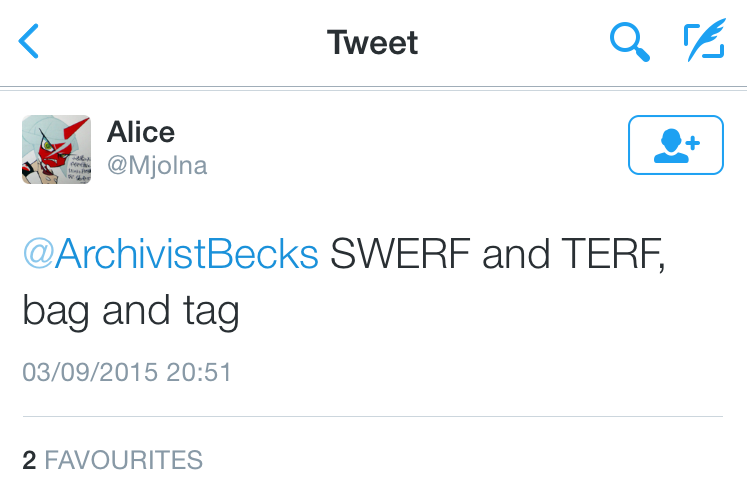 Tweet
Alice
@Mjolna
@ArchivistBecks SWERF and TERF,
bag and tag
03/09/2015 20:51
2 FAVOURITES